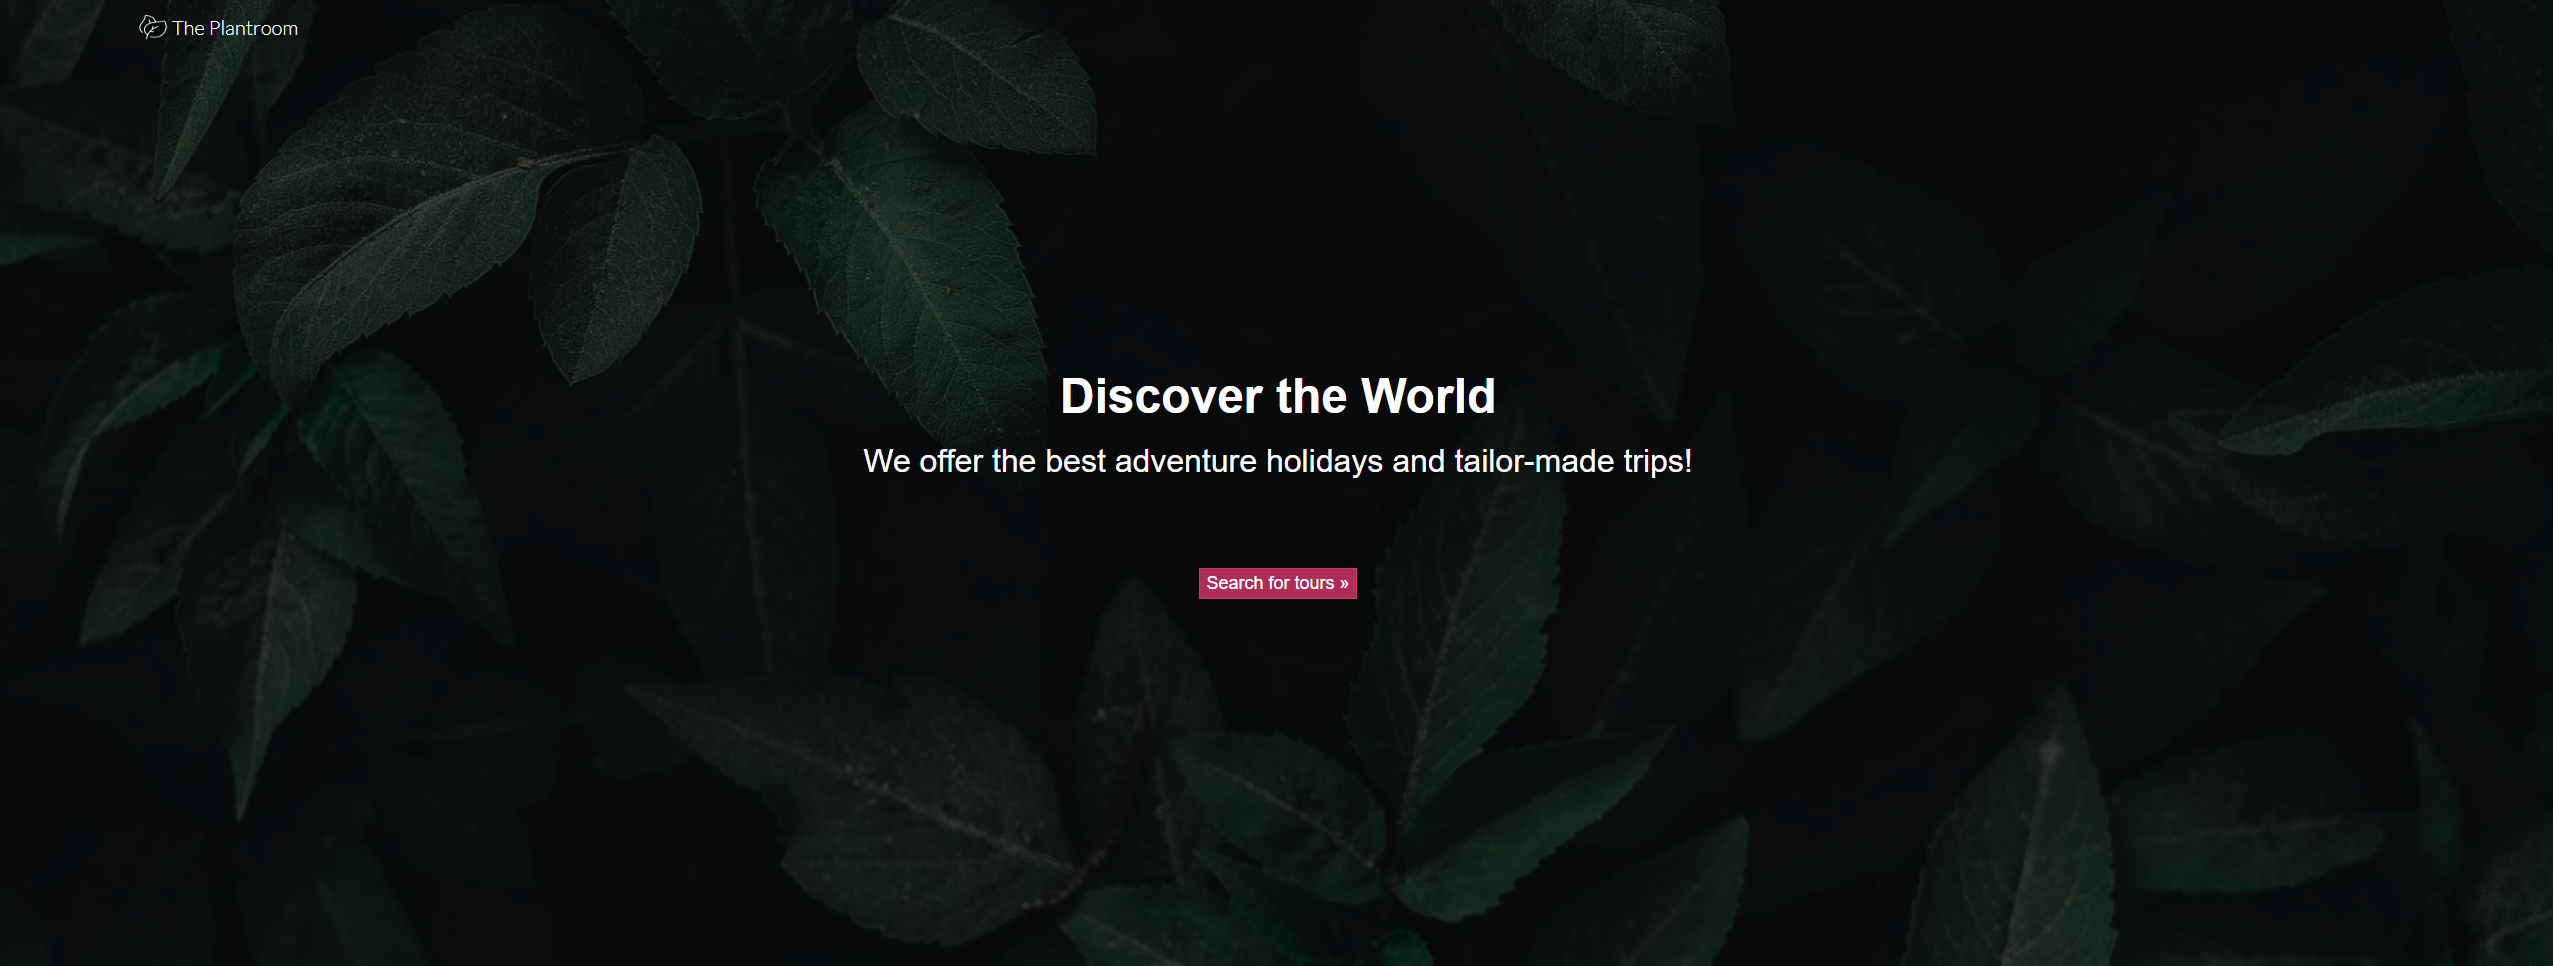 The Plantroom
Discover the World
We offer the best adventure holidays and tailor-made trips!
Search for tours »